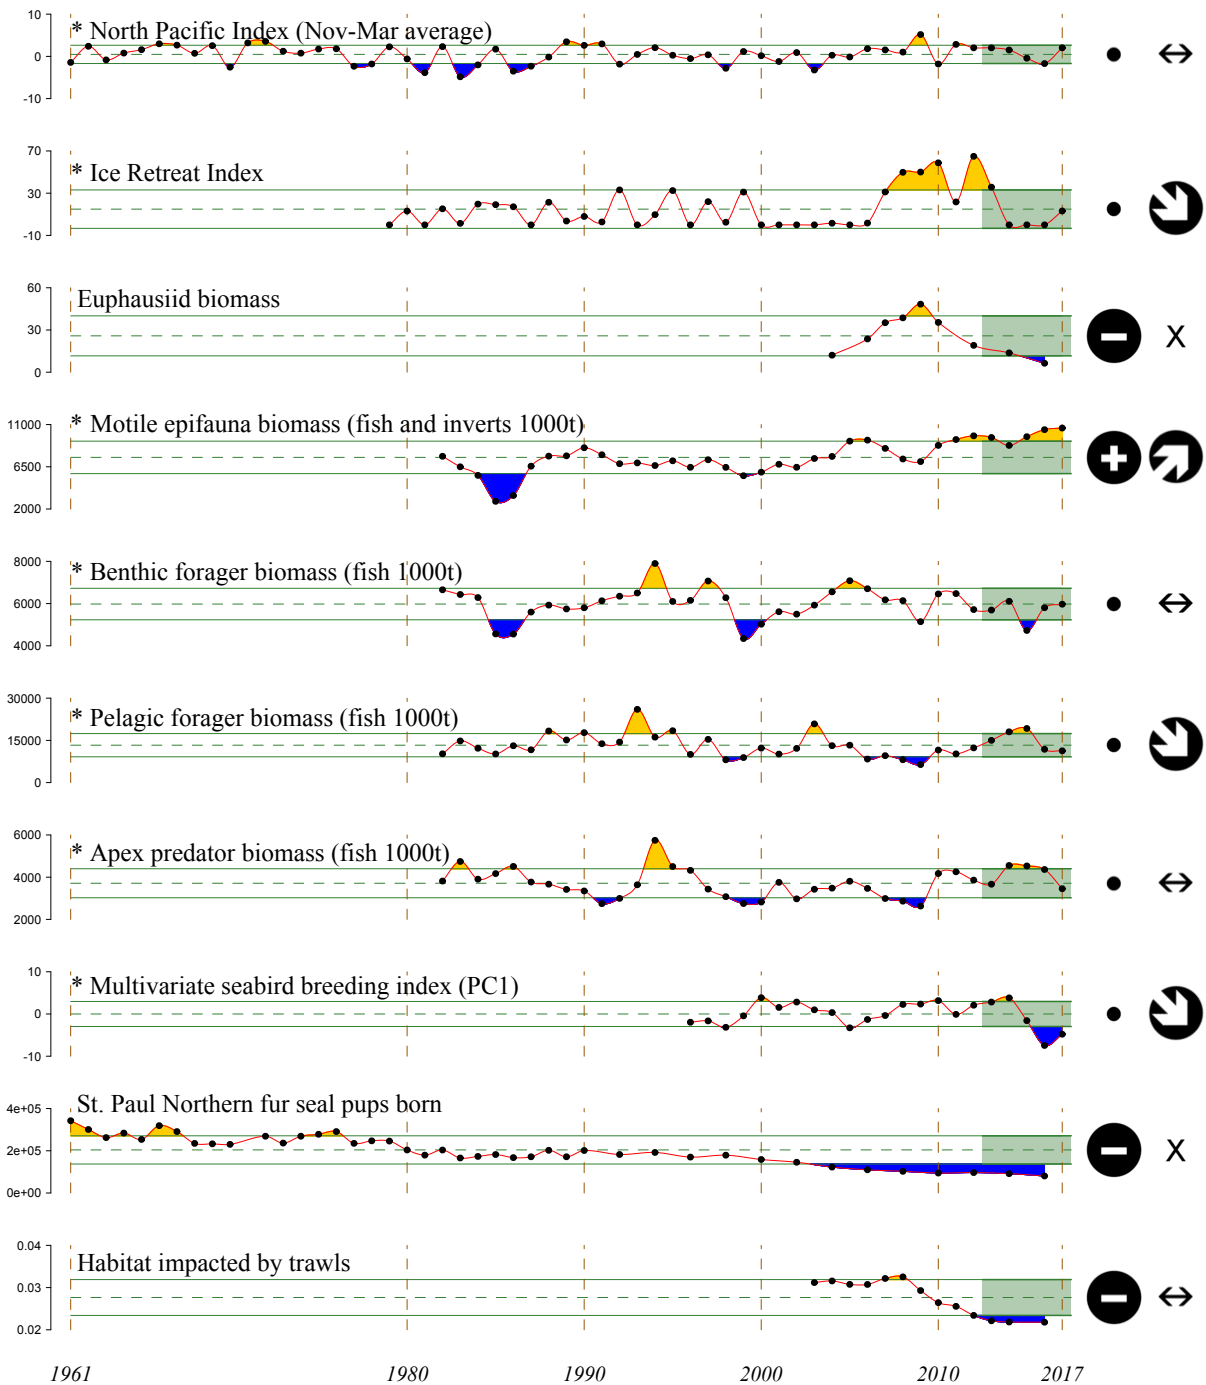 * North Pacific Index (Nov-Mar average)
10
0
-10
* Ice Retreat Index
70
30
-10
Euphausiid biomass
60
30
0
X
* Motile epifauna biomass (fish and inverts 1000t)
11000
6500
2000
* Benthic forager biomass (fish 1000t)
8000
6000
4000
* Pelagic forager biomass (fish 1000t)
30000
15000
0
* Apex predator biomass (fish 1000t)
6000
4000
2000
* Multivariate seabird breeding index (PC1)
10
0
-10
St. Paul Northern fur seal pups born
4e+05
2e+05
0e+00
X
Habitat impacted by trawls
0.04
0.03
0.02
1961 1980 1990 2000 2010 2017